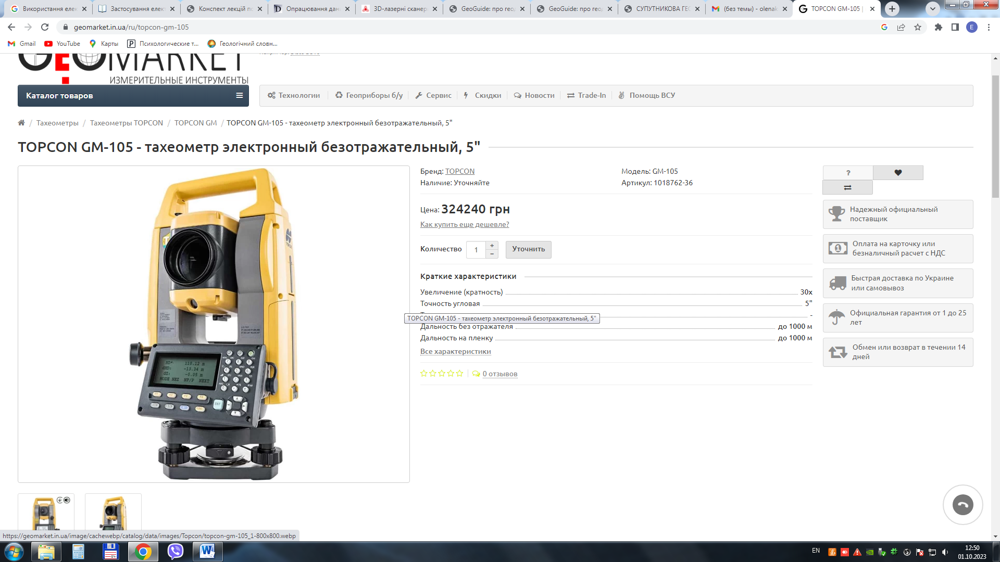 Використання елек
Застосування елект
Конспект лекцій по
Опрацювання дан
3D-лазерні сканер
GeoGuide: про геод
GeoGuide: про геод
СУПУТНИКОВА ГЕО
(без темы) - olenak
TOPCON GM-105 |
geomarket.in.ua/ru/topcon-gm-105
E
Gmail
YouTube
Карты
Психологические т...
Геологічний словн...
GEOMARKET
ИЗМЕРИТЕЛЬНЫЕ ИНСТРУМЕНТЫ
Каталог товаров
Технологии
Геоприборы б/у
Сервис
Скидки
Новости
Trade-In
Помощь ВСУ
/ Тахеометры / Тахеометры TOPCON / TOPCON GM / TOPCON GM-105 - тахеометр электронный безотражательный, 5"
TOPCON GM-105 - тахеометр электронный безотражательный, 5"
Бренд: TOPCON
Модель: GM-105
Наличие: Уточняйте
Артикул: 1018762-36
Цена: 324240 грн
Как купить еще дешевле?
Количество 1 + − Уточнить
Краткие характеристики
Увеличение (кратность) 30x
Точность угловая 5"
-
TOPCON GM-105 - тахеометр электронный безотражательный, 5"
Дальность без отражателя до 1000 м
Дальность на пленку до 1000 м
Все характеристики
0 отзывов
?
Надежный официальный
поставщик
Оплата на карточку или
безналичный расчет с НДС
Быстрая доставка по Украине
или самовывоз
Официальная гарантия от 1 до 25
лет
Обмен или возврат в течении 14
дней
HD* 110.12 m
dHD: -13.34 m
dZ: -0.05 m
MODE NEZ NP/P NEXT
ENT
https://geomarket.in.ua/image/cachewebp/catalog/data/images/Topcon/topcon-gm-105_1-800x800.webp
EN
12:50
01.10.2023